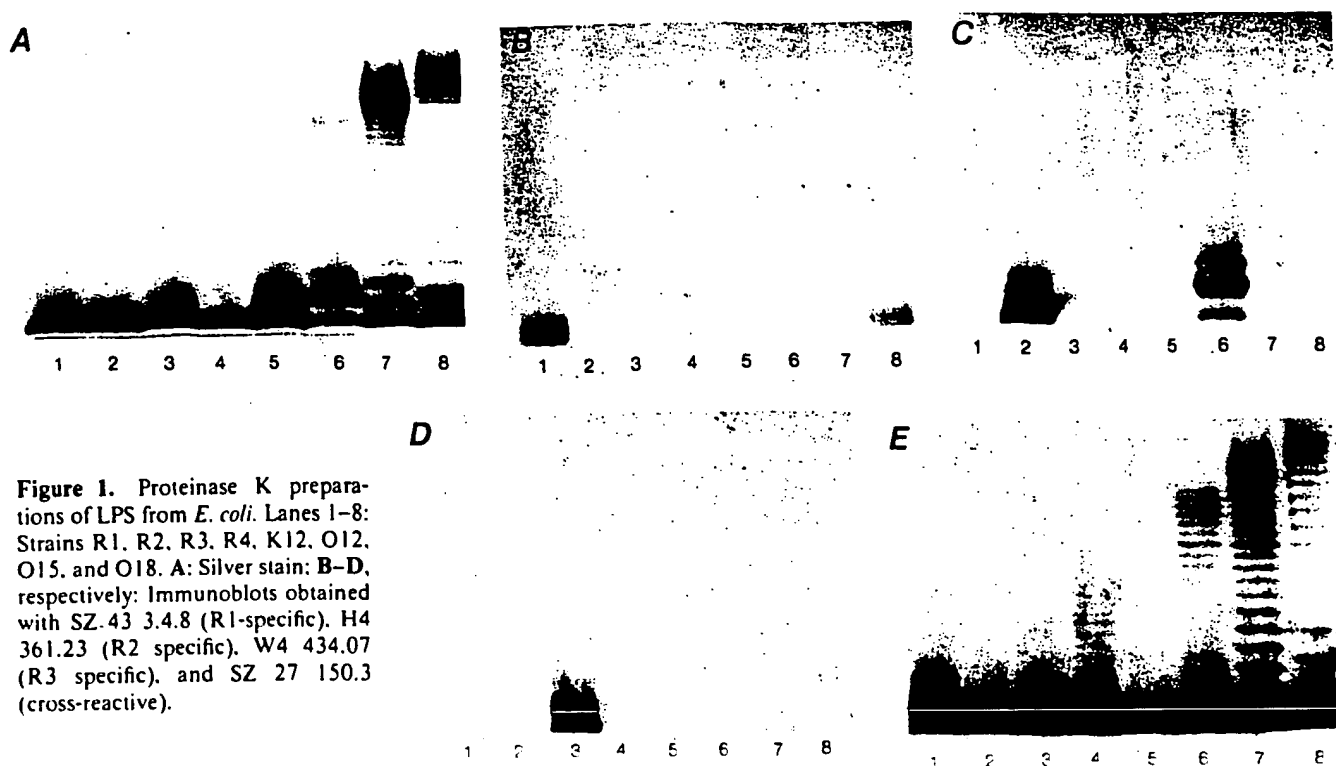 A
B
C
1 2 3 4 5 6 7 8
1 2 3 4 5 6 7 8
1 2 3 4 5 6 7 8
D
E
Figure 1. Proteinase K prepara-
tions of LPS from E. coli. Lanes 1–8:
Strains R1, R2, R3, R4, K12, O12,
O15, and O18. A: Silver stain; B–D,
respectively: Immunoblots obtained
with SZ 43 3.4.8 (R1-specific), H4
361.23 (R2 specific), W4 434.07
(R3 specific), and SZ 27 150.3
(cross-reactive).
1 2 3 4 5 6 7 8
1 2 3 4 5 6 7 8